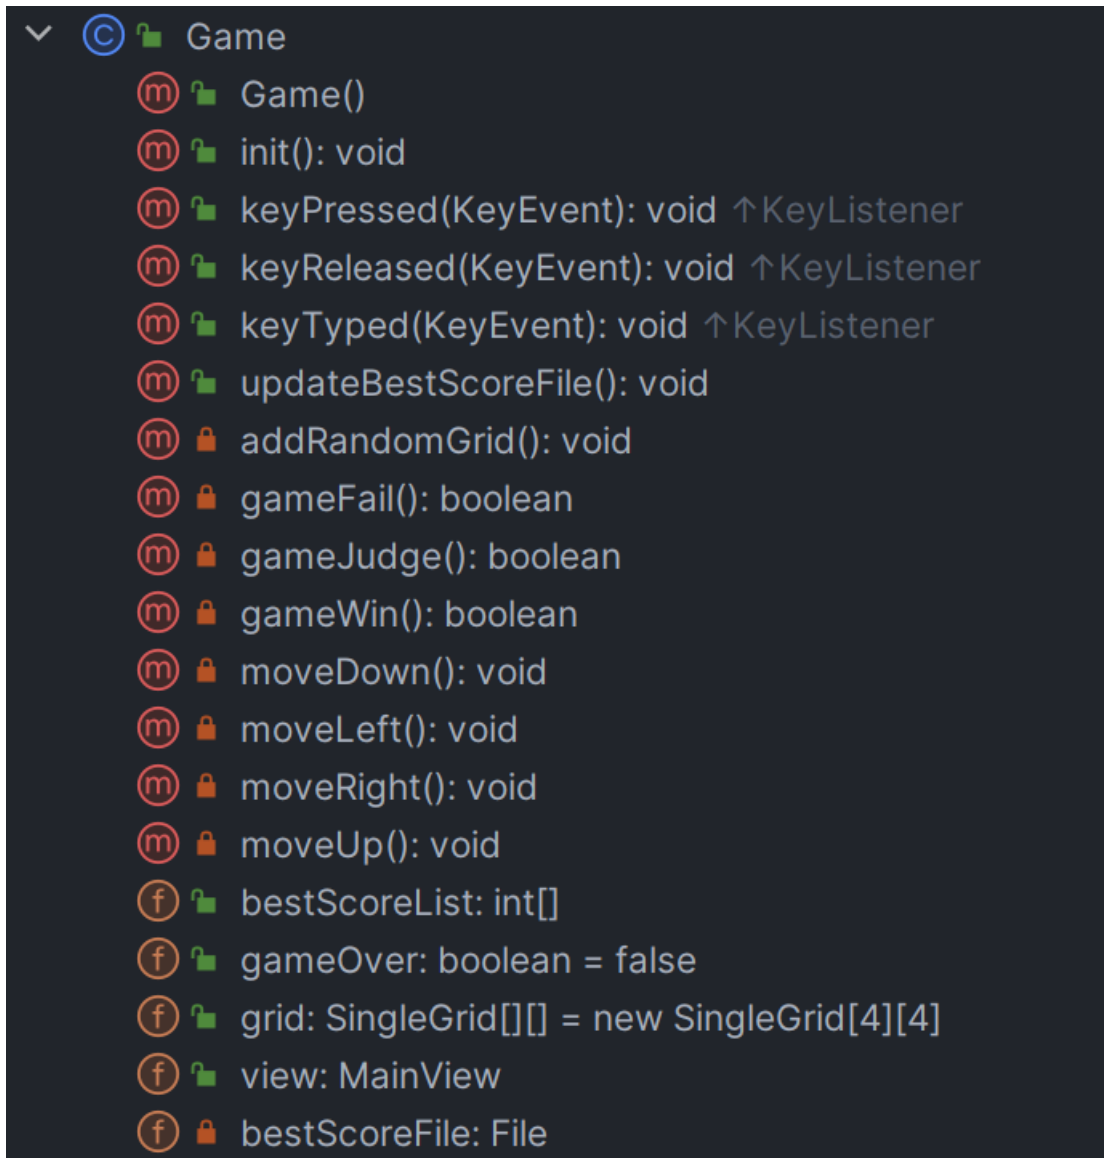 C Game
m Game()
m init(): void
m keyPressed(KeyEvent): void ↑KeyListener
m keyReleased(KeyEvent): void ↑KeyListener
m keyTyped(KeyEvent): void ↑KeyListener
m updateBestScoreFile(): void
m addRandomGrid(): void
m gameFail(): boolean
m gameJudge(): boolean
m gameWin(): boolean
m moveDown(): void
m moveLeft(): void
m moveRight(): void
m moveUp(): void
f bestScoreList: int[]
f gameOver: boolean = false
f grid: SingleGrid[][] = new SingleGrid[4][4]
f view: MainView
f bestScoreFile: File